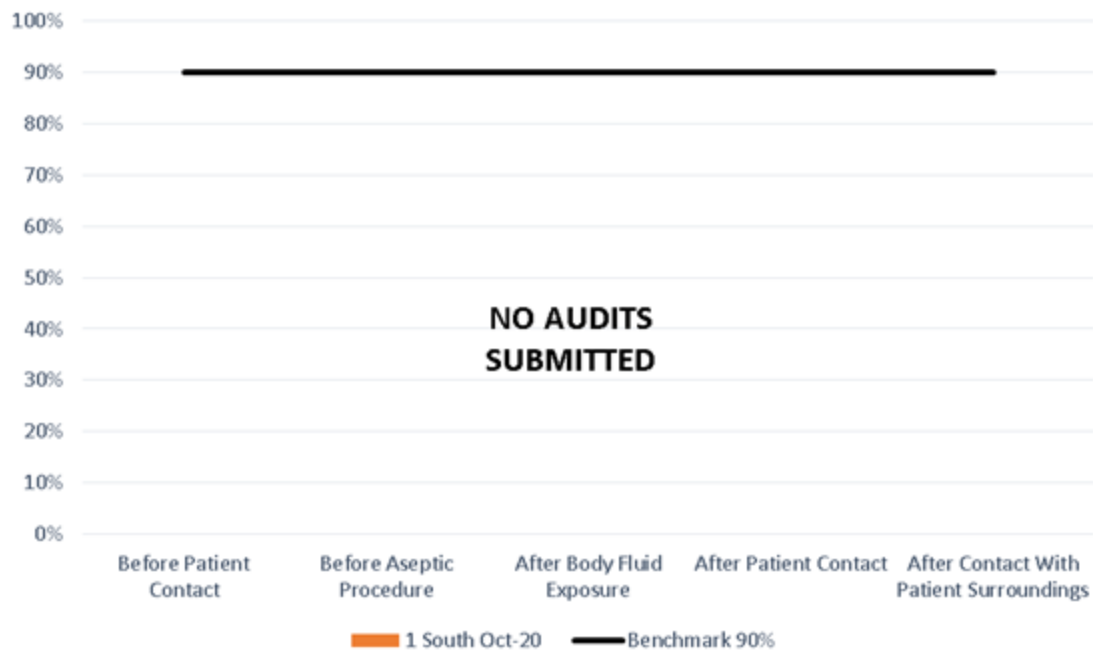 100%
90%
80%
70%
60%
50%
40%
30%
20%
10%
0%
NO AUDITS
SUBMITTED
Before Patient
Contact
Before Aseptic
Procedure
After Body Fluid
Exposure
After Patient Contact
After Contact With
Patient Surroundings
1 South Oct-20
Benchmark 90%